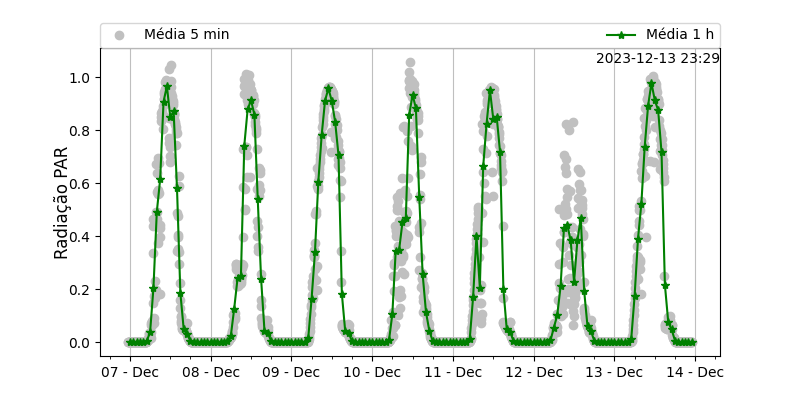 Média 5 min
Média 1 h
2023-12-13 23:29
Radiação PAR
1.0
0.8
0.6
0.4
0.2
0.0
07 - Dec
08 - Dec
09 - Dec
10 - Dec
11 - Dec
12 - Dec
13 - Dec
14 - Dec